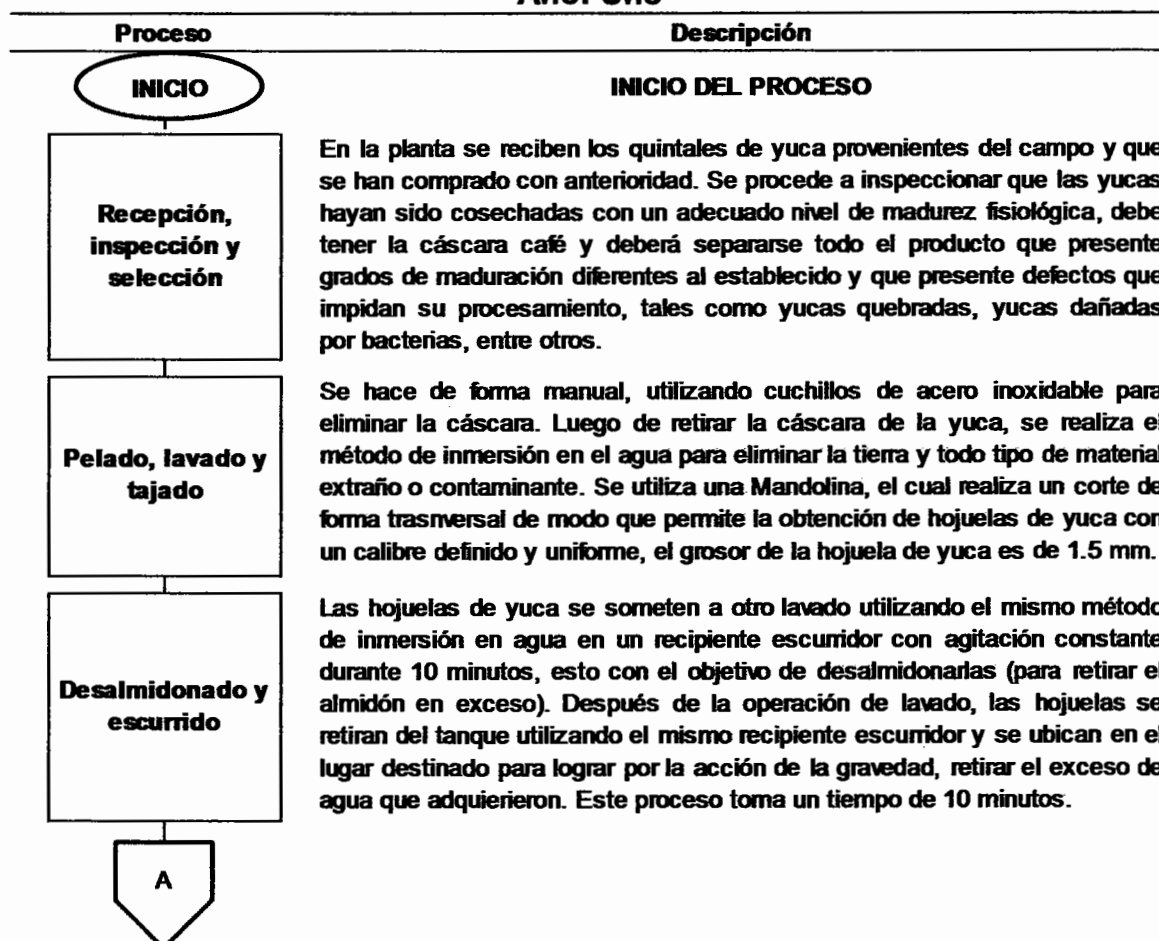 Proceso Descripción
INICIO
INICIO DEL PROCESO
Recepción,
inspección y
selección
En la planta se reciben los quintales de yuca provenientes del campo y que
se han comprado con anterioridad. Se procede a inspeccionar que las yucas
hayan sido cosechadas con un adecuado nivel de madurez fisiológica, debe
tener la cáscara café y deberá separarse todo el producto que presente
grados de maduración diferentes al establecido y que presente defectos que
impidan su procesamiento, tales como yucas quebradas, yucas dañadas
por bacterias, entre otros.
Pelado, lavado y
tajado
Se hace de forma manual, utilizando cuchillos de acero inoxidable para
eliminar la cáscara. Luego de retirar la cáscara de la yuca, se realiza el
método de inmersión en el agua para eliminar la tierra y todo tipo de material
extraño o contaminante. Se utiliza una Mandolina, el cual realiza un corte de
forma trasnversal de modo que permite la obtención de hojuelas de yuca con
un calibre definido y uniforme, el grosor de la hojuela de yuca es de 1.5 mm.
Desalmidonado y
escurrido
Las hojuelas de yuca se someten a otro lavado utilizando el mismo método
de inmersión en agua en un recipiente escurridor con agitación constante
durante 10 minutos, esto con el objetivo de desalmidonarlas (para retirar el
almidón en exceso). Después de la operación de lavado, las hojuelas se
retiran del tanque utilizando el mismo recipiente escurridor y se ubican en el
lugar destinado para lograr por la acción de la gravedad, retirar el exceso de
agua que adquierieron. Este proceso toma un tiempo de 10 minutos.
A